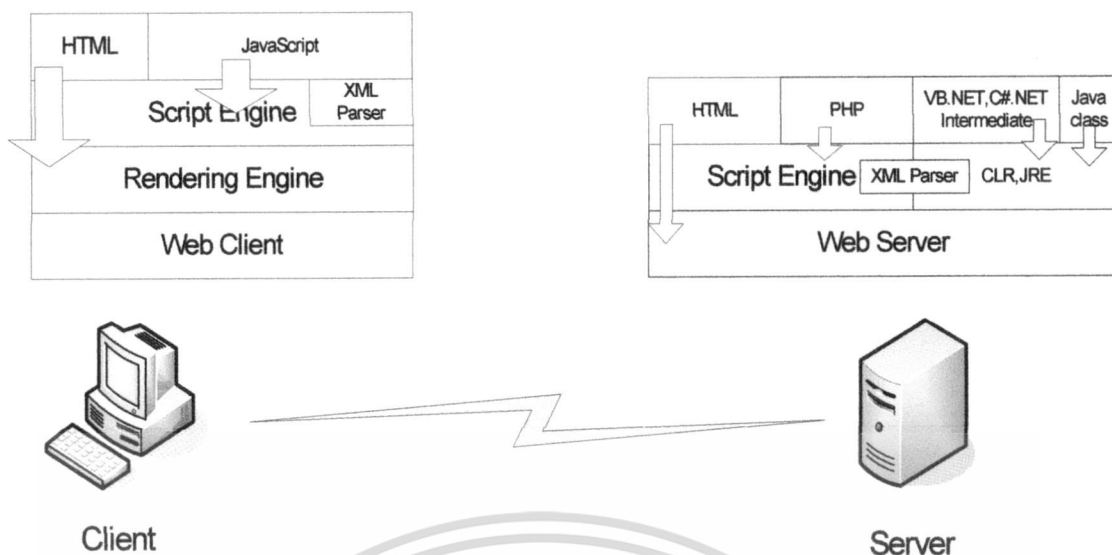 HTML
JavaScript
Script Engine
XML
Parser
Rendering Engine
Web Client
HTML
PHP
VB.NET,C#.NET
Intermediate
Java
class
Script Engine
XML Parser
CLR,JRE
Web Server
Client
Server